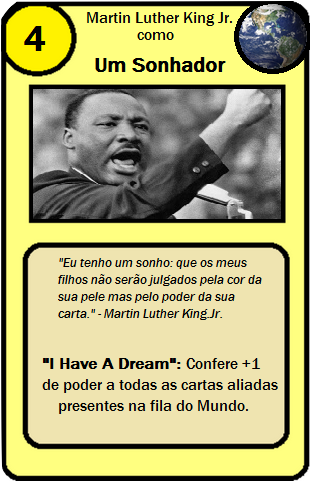 4
Martin Luther King Jr.
como
Um Sonhador
"Eu tenho um sonho: que os meus
filhos não serão julgados pela cor da
sua pele mas pelo poder da sua
carta." - Martin Luther King.Jr.
"I Have A Dream": Confere +1
de poder a todas as cartas aliadas
presentes na fila do Mundo.